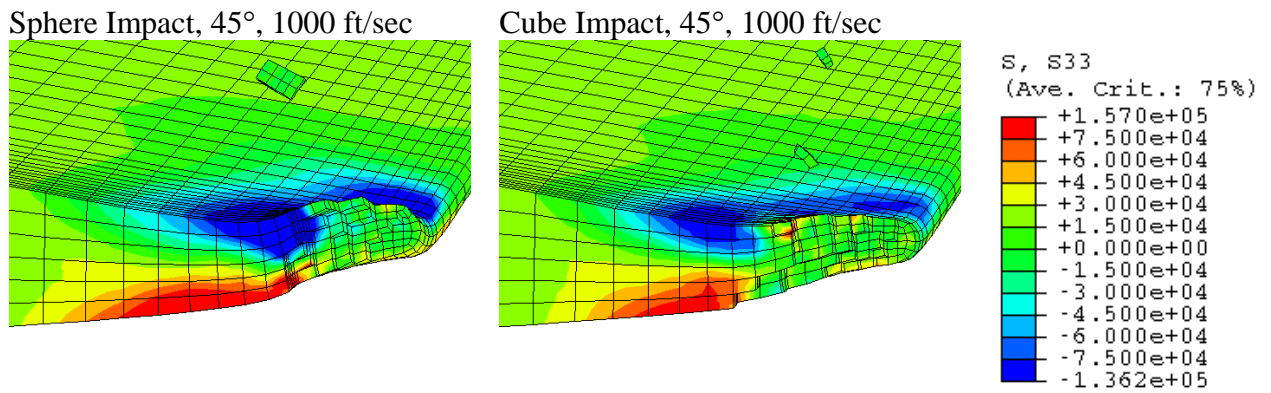 Sphere Impact, 45°, 1000 ft/sec
Cube Impact, 45°, 1000 ft/sec
S, S33
(Ave. Crit.: 75%)
+1.570e+05
+7.500e+04
+6.000e+04
+4.500e+04
+3.000e+04
+1.500e+04
+0.000e+00
-1.500e+04
-3.000e+04
-4.500e+04
-6.000e+04
-7.500e+04
-1.362e+05